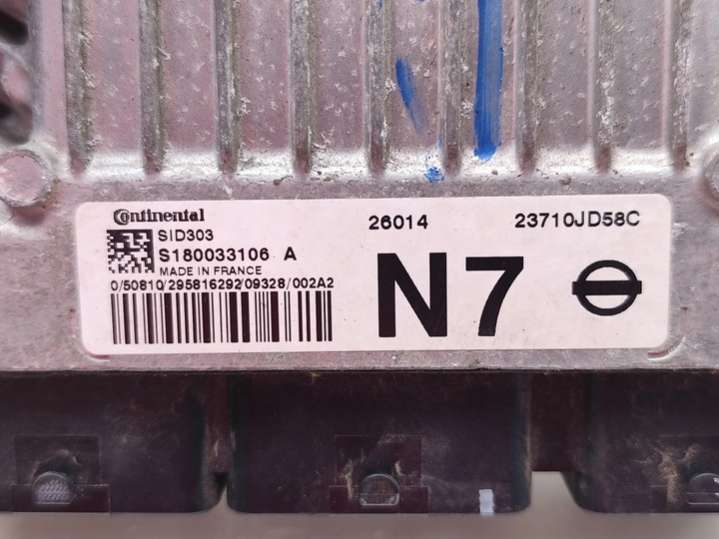 Continental
SID303
S180033106 A
MADE IN FRANCE
0/50810/295816292/09328/002A2
26014 23710JD58C
N7